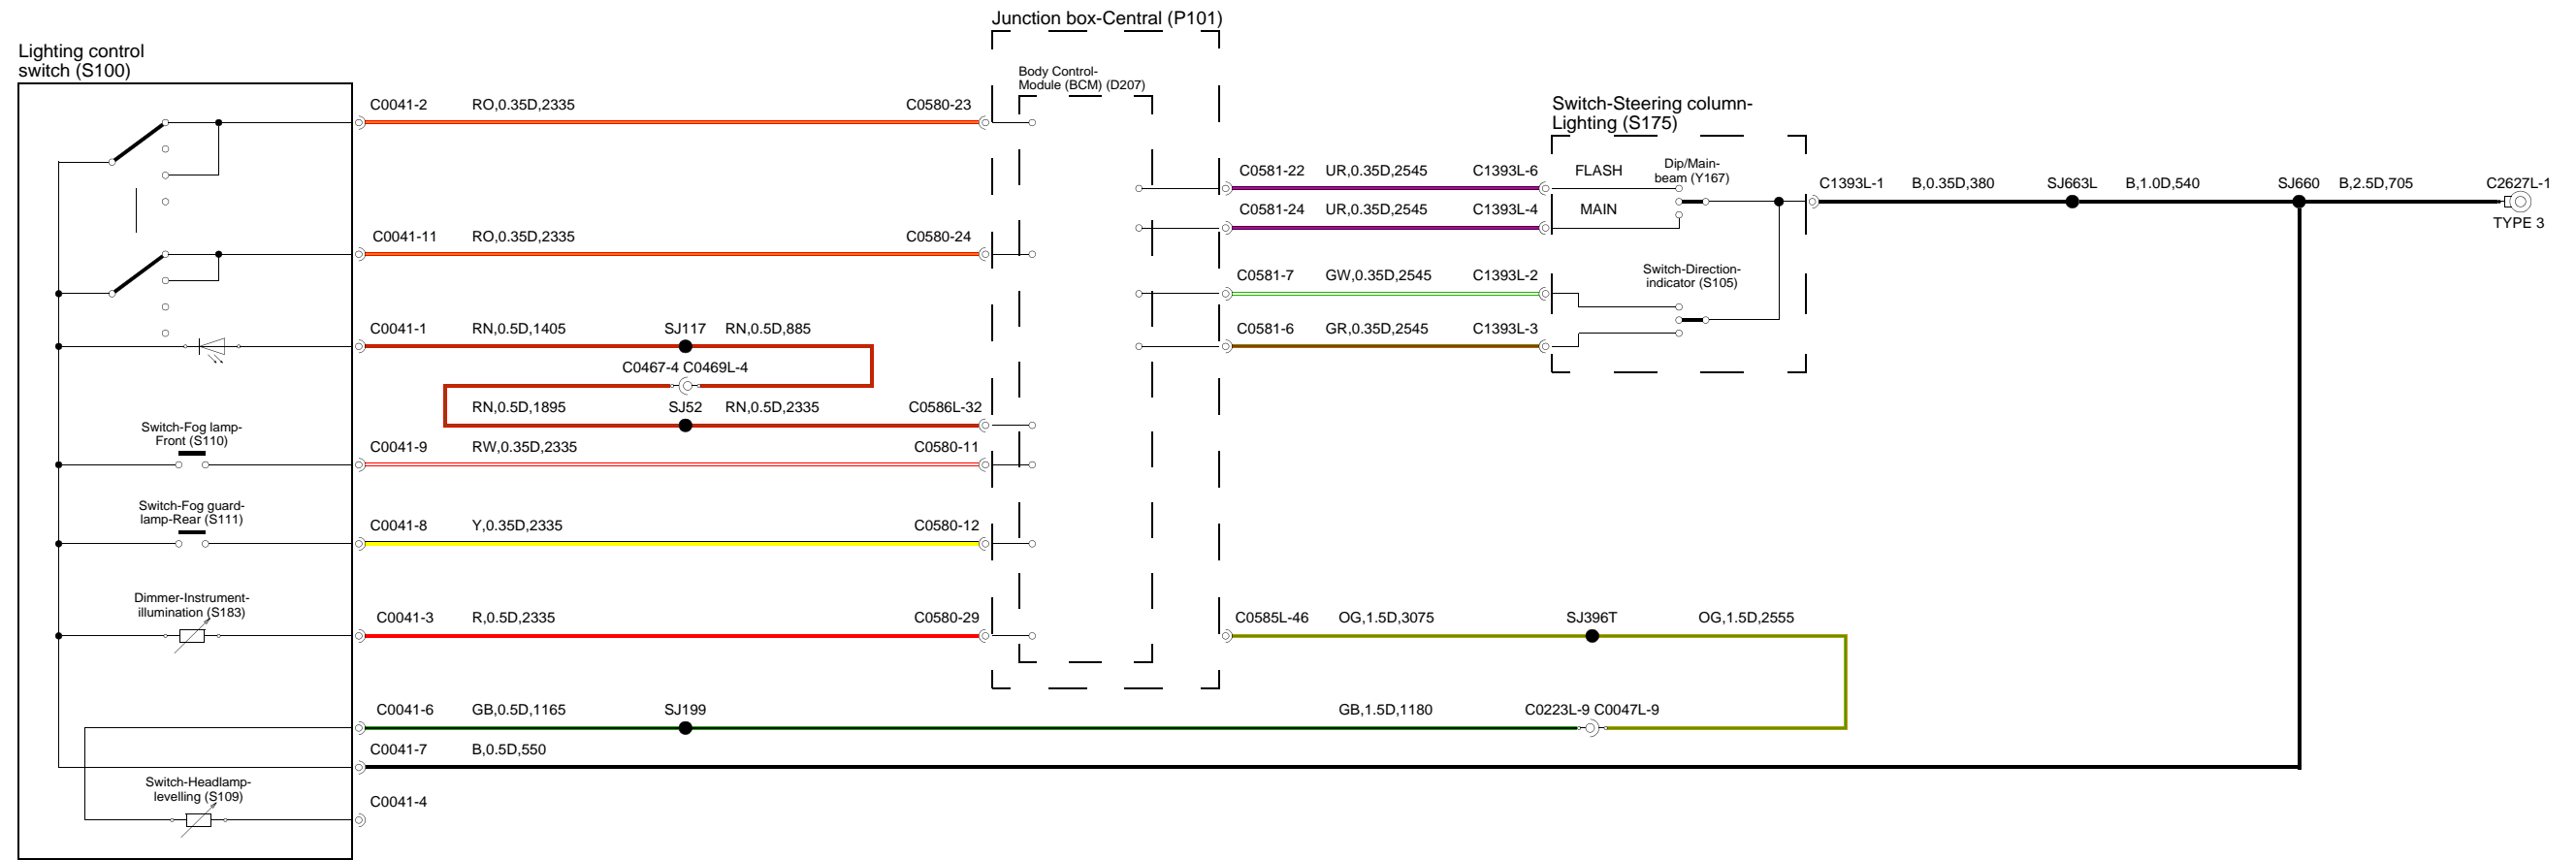 Junction box-Central (P101)
Lighting control
switch (S100)
Body Control-
Module (BCM) (D207)
C0041-2 RO,0.35D,2335 C0580-23
Switch-Steering column-
Lighting (S175)
C0581-22 UR,0.35D,2545 C1393L-6 FLASH
Dip/Main-
beam (Y167)
C1393L-1 B,0.35D,380 SJ663L B,1.0D,540 SJ660 B,2.5D,705 C2627L-1
TYPE 3
C0581-24 UR,0.35D,2545 C1393L-4 MAIN
C0041-11 RO,0.35D,2335 C0580-24
C0581-7 GW,0.35D,2545 C1393L-2
Switch-Direction-
indicator (S105)
C0041-1 RN,0.5D,1405 SJ117 RN,0.5D,885
C0581-6 GR,0.35D,2545 C1393L-3
C0467-4 C0469L-4
RN,0.5D,1895 SJ52 RN,0.5D,2335 C0586L-32
Switch-Fog lamp-
Front (S110)
C0041-9 RW,0.35D,2335 C0580-11
Switch-Fog guard-
lamp-Rear (S111)
C0041-8 Y,0.35D,2335 C0580-12
Dimmer-Instrument-
illumination (S183)
C0041-3 R,0.5D,2335 C0580-29
C0585L-46 OG,1.5D,3075 SJ396T OG,1.5D,2555
C0041-6 GB,0.5D,1165 SJ199 GB,1.5D,1180 C0223L-9 C0047L-9
C0041-7 B,0.5D,550
Switch-Headlamp-
levelling (S109)
C0041-4